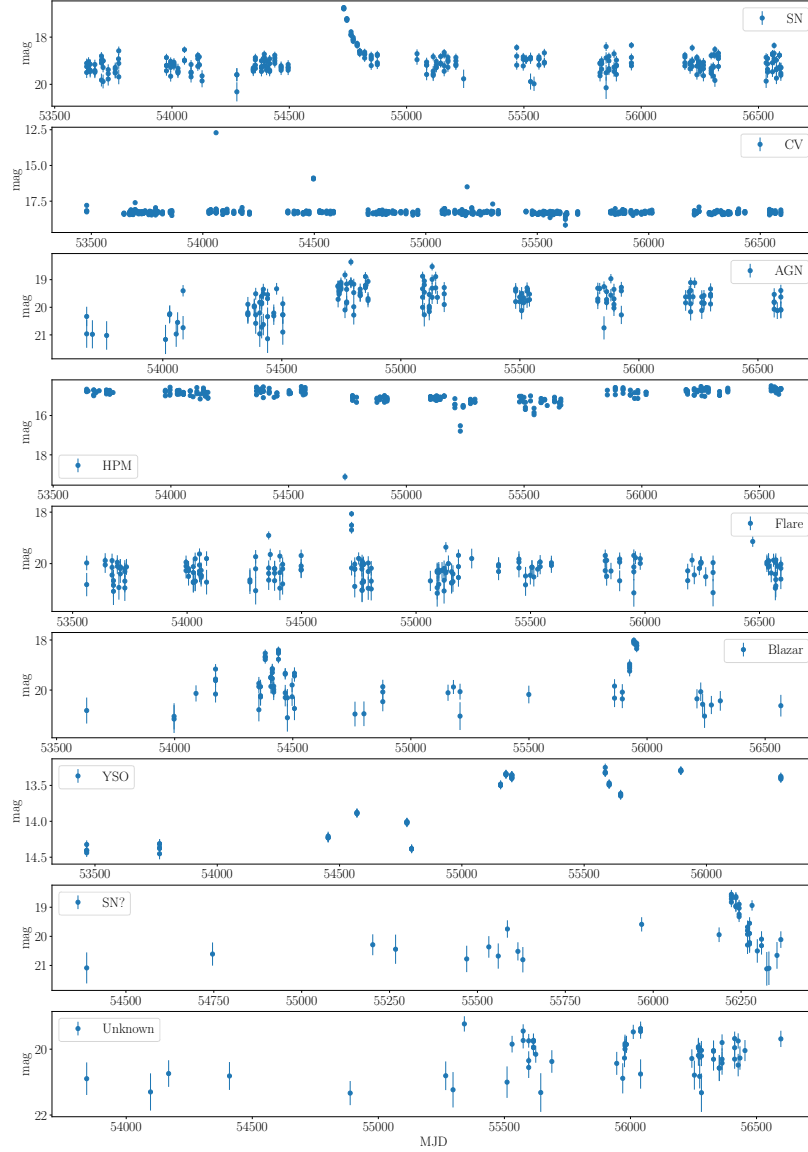 SN
mag
18
20
53500 54000 54500 55000 55500 56000 56500
CV
mag
12.5
15.0
17.5
53500 54000 54500 55000 55500 56000 56500
AGN
mag
19
20
21
54000 54500 55000 55500 56000 56500
HPM
mag
16
18
53500 54000 54500 55000 55500 56000 56500
Flare
mag
18
20
53500 54000 54500 55000 55500 56000 56500
Blazar
mag
18
20
53500 54000 54500 55000 55500 56000 56500
YSO
mag
13.5
14.0
14.5
53500 54000 54500 55000 55500 56000
SN?
mag
19
20
21
54500 54750 55000 55250 55500 55750 56000 56250
Unknown
mag
20
22
54000 54500 55000 55500 56000 56500
MJD